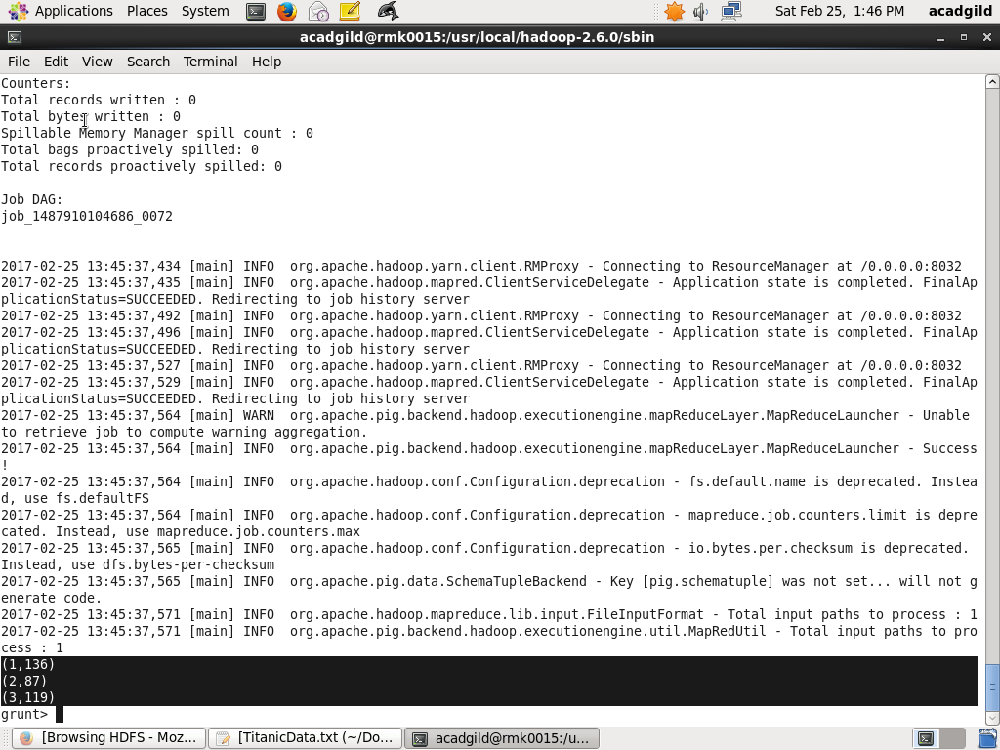 Applications Places System Sat Feb 25, 1:46 PM acadgild
acadgild@rmk0015:/usr/local/hadoop-2.6.0/sbin
File Edit View Search Terminal Help
Counters:
Total records written : 0
Total bytes written : 0
Spillable Memory Manager spill count : 0
Total bags proactively spilled: 0
Total records proactively spilled: 0
Job DAG:
job_1487910104686_0072
2017-02-25 13:45:37,434 [main] INFO  org.apache.hadoop.yarn.client.RMProxy - Connecting to ResourceManager at /0.0.0.0:8032
2017-02-25 13:45:37,435 [main] INFO  org.apache.hadoop.mapred.ClientServiceDelegate - Application state is completed. FinalAp
plicationStatus=SUCCEEDED. Redirecting to job history server
2017-02-25 13:45:37,492 [main] INFO  org.apache.hadoop.yarn.client.RMProxy - Connecting to ResourceManager at /0.0.0.0:8032
2017-02-25 13:45:37,496 [main] INFO  org.apache.hadoop.mapred.ClientServiceDelegate - Application state is completed. FinalAp
plicationStatus=SUCCEEDED. Redirecting to job history server
2017-02-25 13:45:37,527 [main] INFO  org.apache.hadoop.yarn.client.RMProxy - Connecting to ResourceManager at /0.0.0.0:8032
2017-02-25 13:45:37,529 [main] INFO  org.apache.hadoop.mapred.ClientServiceDelegate - Application state is completed. FinalAp
plicationStatus=SUCCEEDED. Redirecting to job history server
2017-02-25 13:45:37,564 [main] WARN  org.apache.pig.backend.hadoop.executionengine.mapReduceLayer.MapReduceLauncher - Unable
to retrieve job to compute warning aggregation.
2017-02-25 13:45:37,564 [main] INFO  org.apache.pig.backend.hadoop.executionengine.mapReduceLayer.MapReduceLauncher - Success
!
2017-02-25 13:45:37,564 [main] INFO  org.apache.hadoop.conf.Configuration.deprecation - fs.default.name is deprecated. Instea
d, use fs.defaultFS
2017-02-25 13:45:37,564 [main] INFO  org.apache.hadoop.conf.Configuration.deprecation - mapreduce.job.counters.limit is depre
cated. Instead, use mapreduce.job.counters.max
2017-02-25 13:45:37,565 [main] INFO  org.apache.hadoop.conf.Configuration.deprecation - io.bytes.per.checksum is deprecated.
Instead, use dfs.bytes-per-checksum
2017-02-25 13:45:37,565 [main] INFO  org.apache.pig.data.SchemaTupleBackend - Key [pig.schematuple] was not set... will not g
enerate code.
2017-02-25 13:45:37,571 [main] INFO  org.apache.hadoop.mapreduce.lib.input.FileInputFormat - Total input paths to process : 1
2017-02-25 13:45:37,571 [main] INFO  org.apache.pig.backend.hadoop.executionengine.util.MapRedUtil - Total input paths to pro
cess : 1
(1,136)
(2,87)
(3,119)
grunt>
[Browsing HDFS - Moz... [TitanicData.txt (~/Do... acadgild@rmk0015:/u...